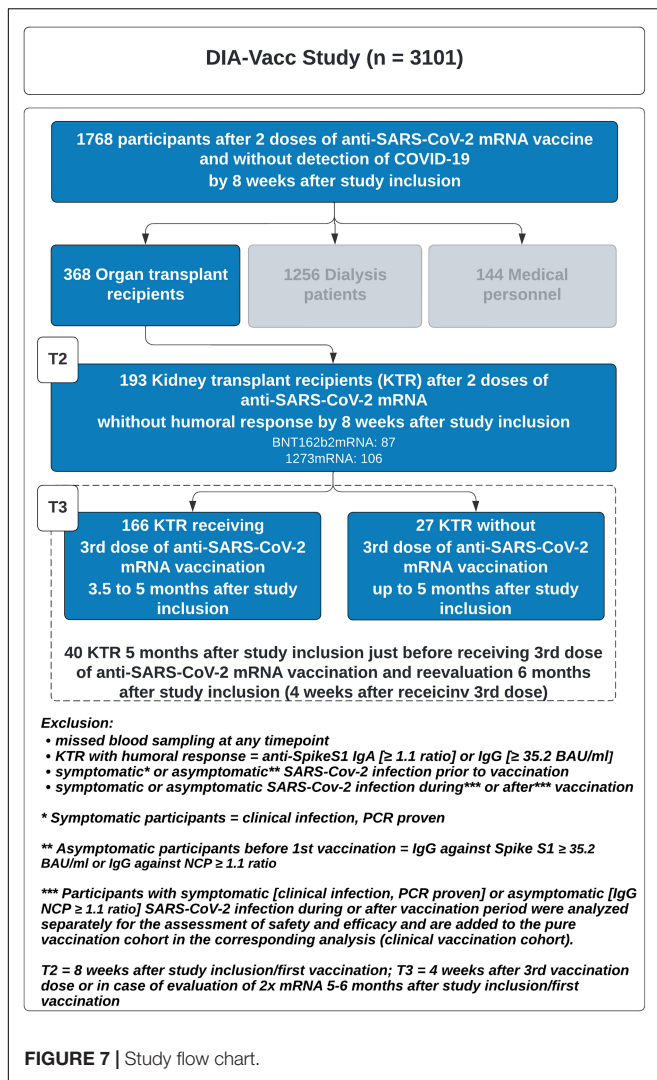 DIA-Vacc Study (n = 3101)
1768 participants after 2 doses of anti-SARS-CoV-2 mRNA vaccine
and without detection of COVID-19
by 8 weeks after study inclusion
368 Organ transplant
recipients
1256 Dialysis
patients
144 Medical
personnel
T2
193 Kidney transplant recipients (KTR) after 2 doses of
anti-SARS-CoV-2 mRNA
whithout humoral response by 8 weeks after study inclusion
BNT162b2mRNA: 87
1273mRNA: 106
T3
166 KTR receiving
3rd dose of anti-SARS-CoV-2
mRNA vaccination
3.5 to 5 months after study
inclusion
27 KTR without
3rd dose of anti-SARS-CoV-2
mRNA vaccination
up to 5 months after study
inclusion
40 KTR 5 months after study inclusion just before receiving 3rd dose
of anti-SARS-CoV-2 mRNA vaccination and reevaluation 6 months
after study inclusion (4 weeks after receicinv 3rd dose)
Exclusion:
• missed blood sampling at any timepoint
• KTR with humoral response = anti-SpikeS1 IgA [≥ 1.1 ratio] or IgG [≥ 35.2 BAU/ml]
• symptomatic* or asymptomatic** SARS-Cov-2 infection prior to vaccination
• symptomatic or asymptomatic SARS-Cov-2 infection during*** or after*** vaccination
* Symptomatic participants = clinical infection, PCR proven
** Asymptomatic participants before 1st vaccination = IgG against Spike S1 ≥ 35.2
BAU/ml or IgG against NCP ≥ 1.1 ratio
*** Participants with symptomatic [clinical infection, PCR proven] or asymptomatic [IgG
NCP ≥ 1.1 ratio] SARS-CoV-2 infection during or after vaccination period were analyzed
separately for the assessment of safety and efficacy and are added to the pure
vaccination cohort in the corresponding analysis (clinical vaccination cohort).
T2 = 8 weeks after study inclusion/first vaccination; T3 = 4 weeks after 3rd vaccination
dose or in case of evaluation of 2x mRNA 5-6 months after study inclusion/first
vaccination
FIGURE 7 | Study flow chart.